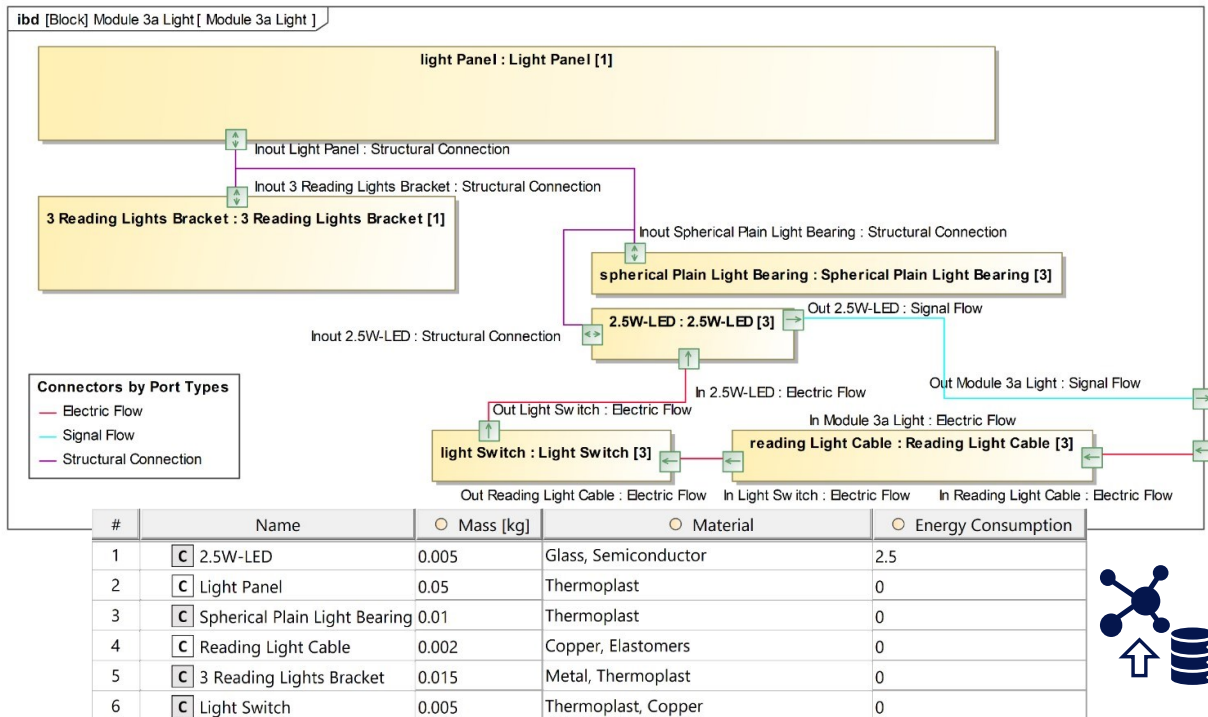 ibd [Block] Module 3a Light [ Module 3a Light ]
light Panel : Light Panel [1]
Inout Light Panel : Structural Connection
Inout 3 Reading Lights Bracket : Structural Connection
3 Reading Lights Bracket : 3 Reading Lights Bracket [1]
Inout Spherical Plain Light Bearing : Structural Connection
spherical Plain Light Bearing : Spherical Plain Light Bearing [3]
Out 2.5W-LED : Signal Flow
2.5W-LED : 2.5W-LED [3]
Inout 2.5W-LED : Structural Connection
Connectors by Port Types
Electric Flow
Signal Flow
Structural Connection
Out Module 3a Light : Signal Flow
In 2.5W-LED : Electric Flow
Out Light Switch : Electric Flow
In Module 3a Light : Electric Flow
light Switch : Light Switch [3]
reading Light Cable : Reading Light Cable [3]
Out Reading Light Cable : Electric Flow
In Light Switch : Electric Flow
In Reading Light Cable : Electric Flow
# Name Mass [kg] Material Energy Consumption
1 C 2.5W-LED 0.005 Glass, Semiconductor 2.5
2 C Light Panel 0.05 Thermoplast 0
3 C Spherical Plain Light Bearing 0.01 Thermoplast 0
4 C Reading Light Cable 0.002 Copper, Elastomers 0
5 C 3 Reading Lights Bracket 0.015 Metal, Thermoplast 0
6 C Light Switch 0.005 Thermoplast, Copper 0